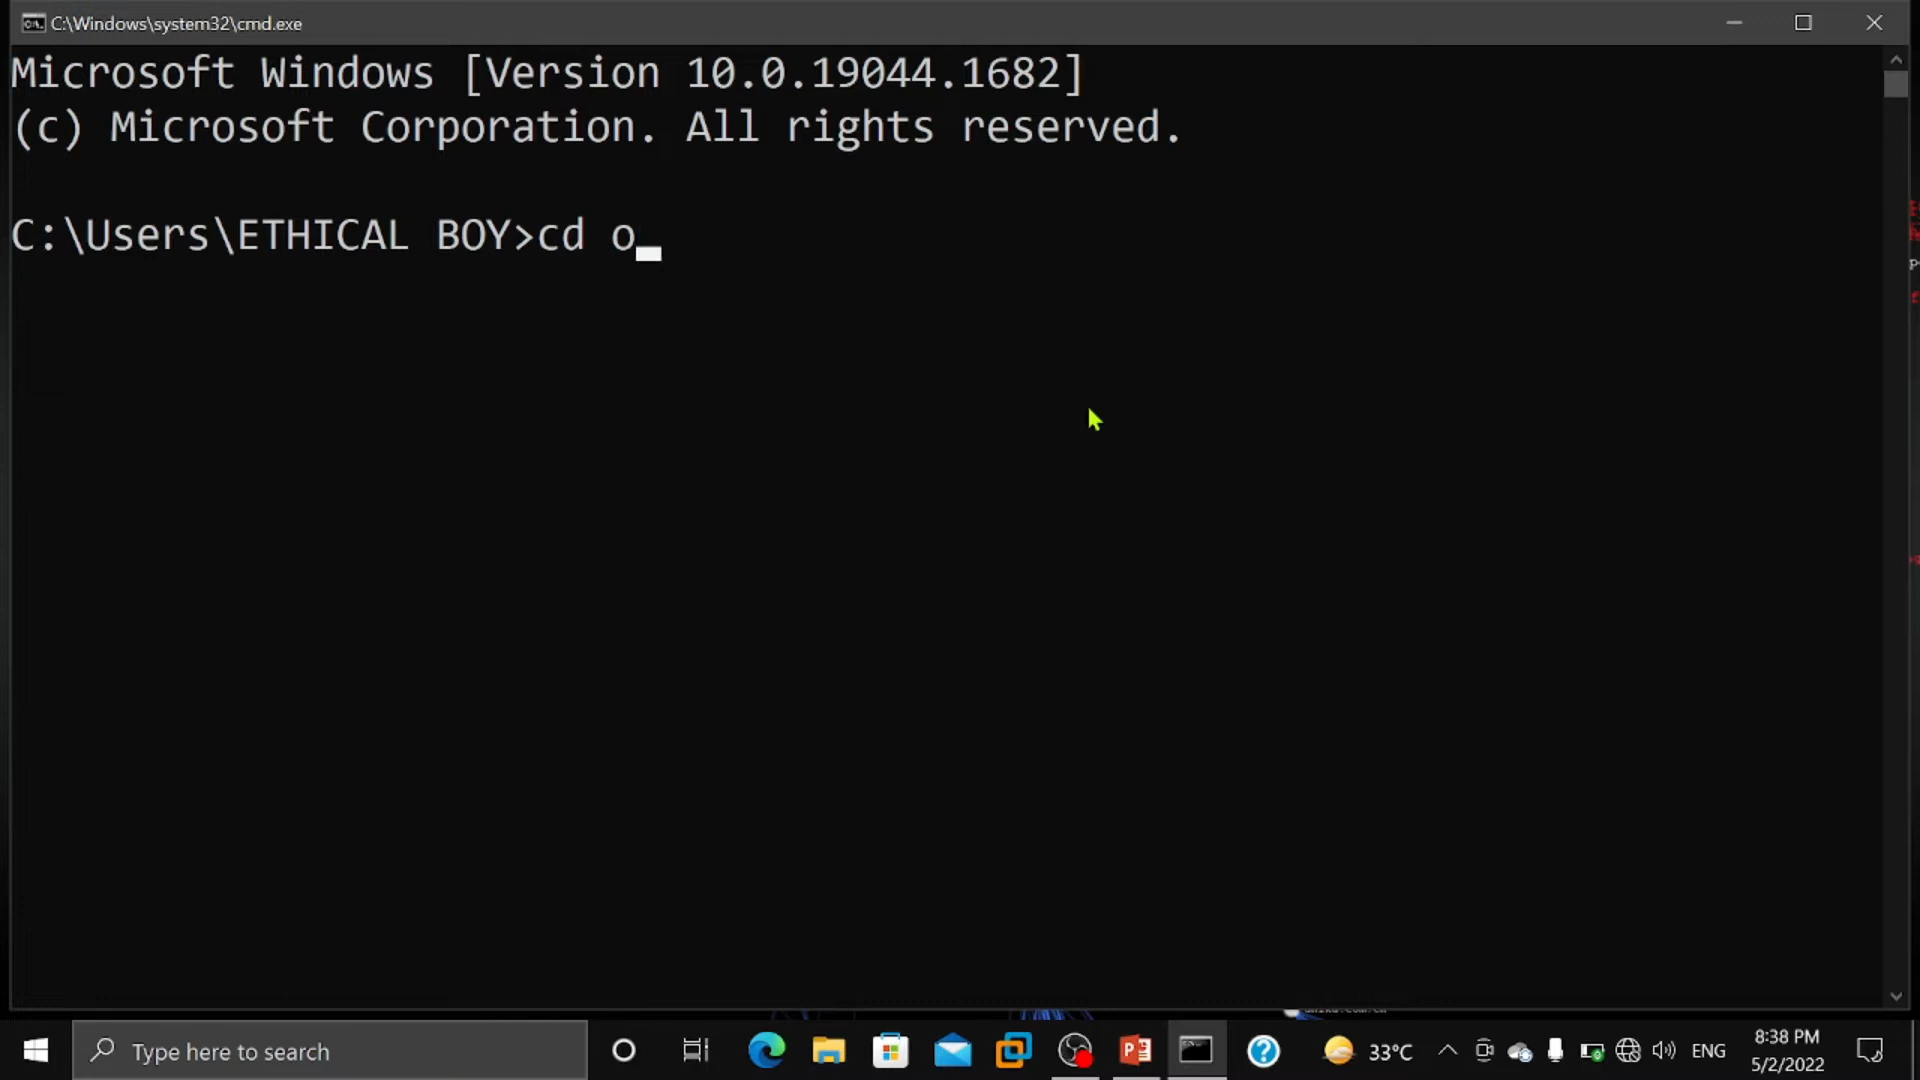 C:\Windows\system32\cmd.exe
Microsoft Windows [Version 10.0.19044.1682]
(c) Microsoft Corporation. All rights reserved.
C:\Users\ETHICAL BOY>cd o
Type here to search
33°C
ENG
8:38 PM
5/2/2022